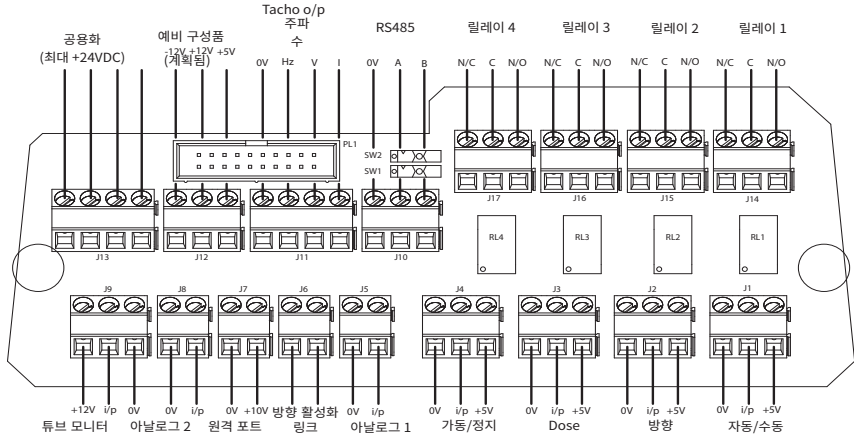 Tacho o/p
주파
수
공용화
(최대 +24VDC)
예비 구성품
-12V +12V +5V
(계획됨)
RS485
릴레이 4
릴레이 3
릴레이 2
릴레이 1
0V Hz V I
0V A B
N/C C N/O
N/C C N/O
N/C C N/O
N/C C N/O
PL1
SW2
SW1
J17
J16
J15
J14
J13
J12
J11
J10
RL4
RL3
RL2
RL1
J9
J8
J7
J6
J5
J4
J3
J2
J1
+12V i/p 0V
튜브 모니터
0V i/p
아날로그 2
0V +10V
원격 포트
방향 활성화
링크
0V i/p
아날로그 1
0V i/p +5V
가동/정지
0V i/p +5V
Dose
0V i/p +5V
방향
0V i/p +5V
자동/수동